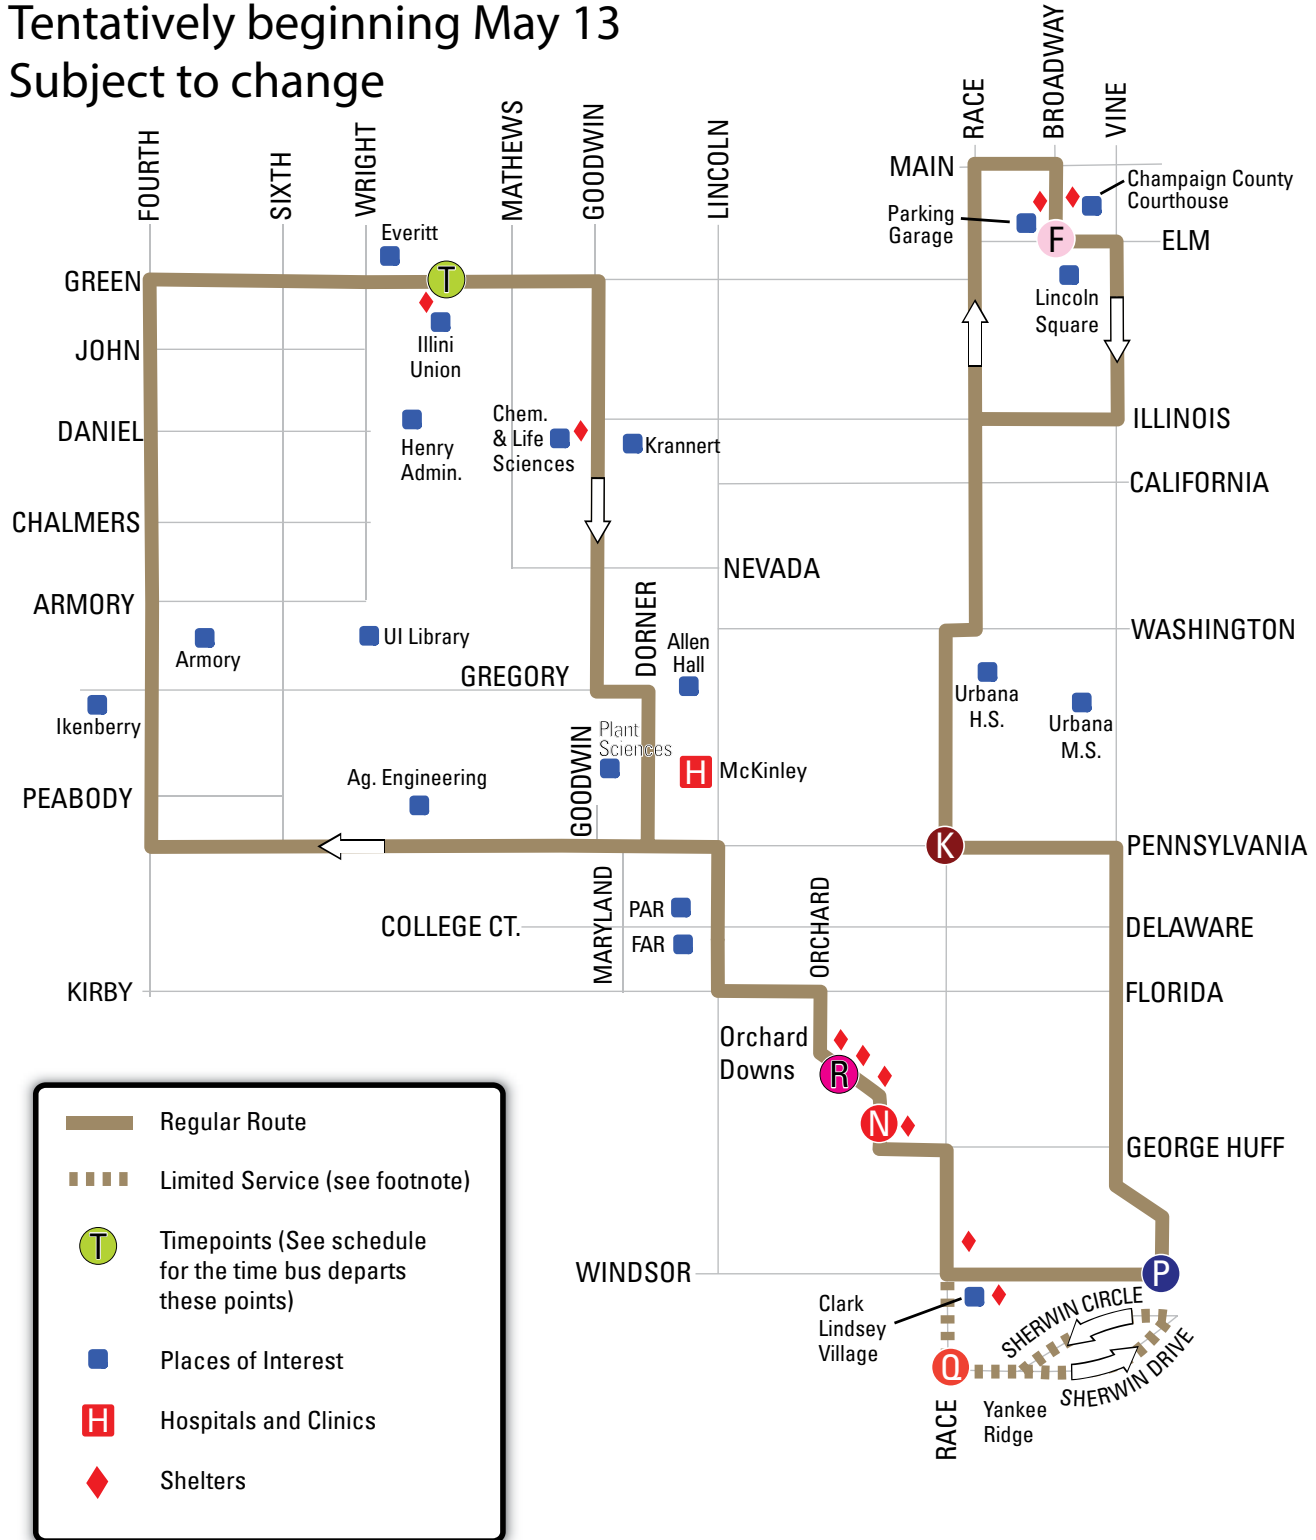 Tentatively beginning May 13
Subject to change
FOURTH
SIXTH
WRIGHT
MATHEWS
GOODWIN
LINCOLN
RACE
BROADWAY
VINE
MAIN
Champaign County
Courthouse
Parking
Garage
F
ELM
Everitt
GREEN
T
Lincoln
Square
Illini
Union
JOHN
DANIEL
Henry
Admin.
Chem.
& Life
Sciences
Krannert
ILLINOIS
CALIFORNIA
CHALMERS
NEVADA
ARMORY
DORNER
WASHINGTON
Armory
UI Library
Allen
Hall
GREGORY
Urbana
H.S.
Urbana
M.S.
Ikenberry
GOODWIN
Plant
Sciences
H
McKinley
Ag. Engineering
PEABODY
K
PENNSYLVANIA
MARYLAND
PAR
ORCHARD
COLLEGE CT.
DELAWARE
FAR
KIRBY
FLORIDA
Orchard
Downs
R
N
GEORGE HUFF
WINDSOR
P
Clark
Lindsey
Village
SHERWIN CIRCLE
SHERWIN DRIVE
Q
RACE
Yankee
Ridge
Regular Route
Limited Service (see footnote)
T
Timepoints (See schedule
for the time bus departs
these points)
Places of Interest
H
Hospitals and Clinics
Shelters